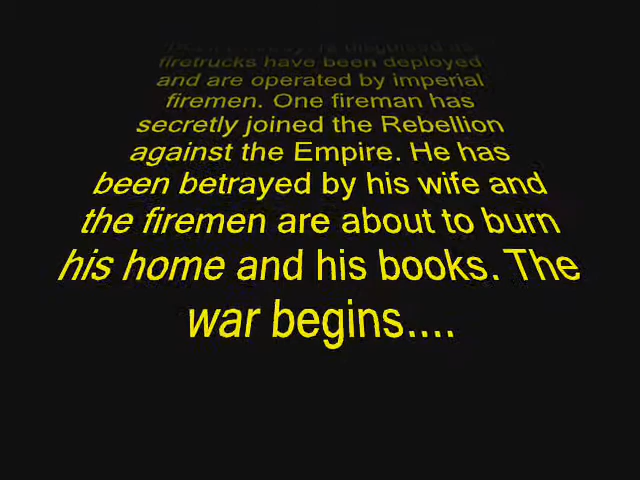 disguised as
firetrucks have been deployed
and are operated by imperial
firemen. One fireman has
secretly joined the Rebellion
against the Empire. He has
been betrayed by his wife and
the firemen are about to burn
his home and his books. The
war begins....